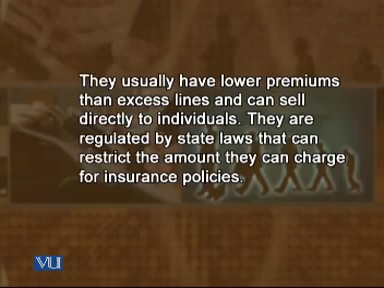 They usually have lower premiums
than excess lines and can sell
directly to individuals. They are
regulated by state laws that can
restrict the amount they can charge
for insurance policies.
VU